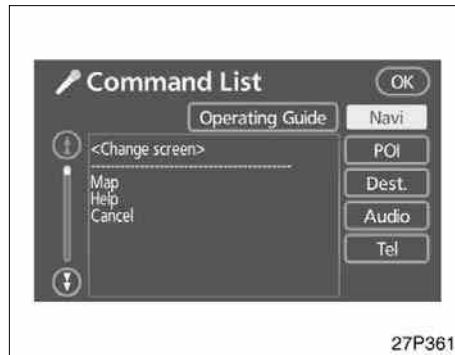 Command List
OK
Operating Guide
Navi
<Change screen>
POI
Map
Dest.
Help
Cancel
Audio
Tel
27P361